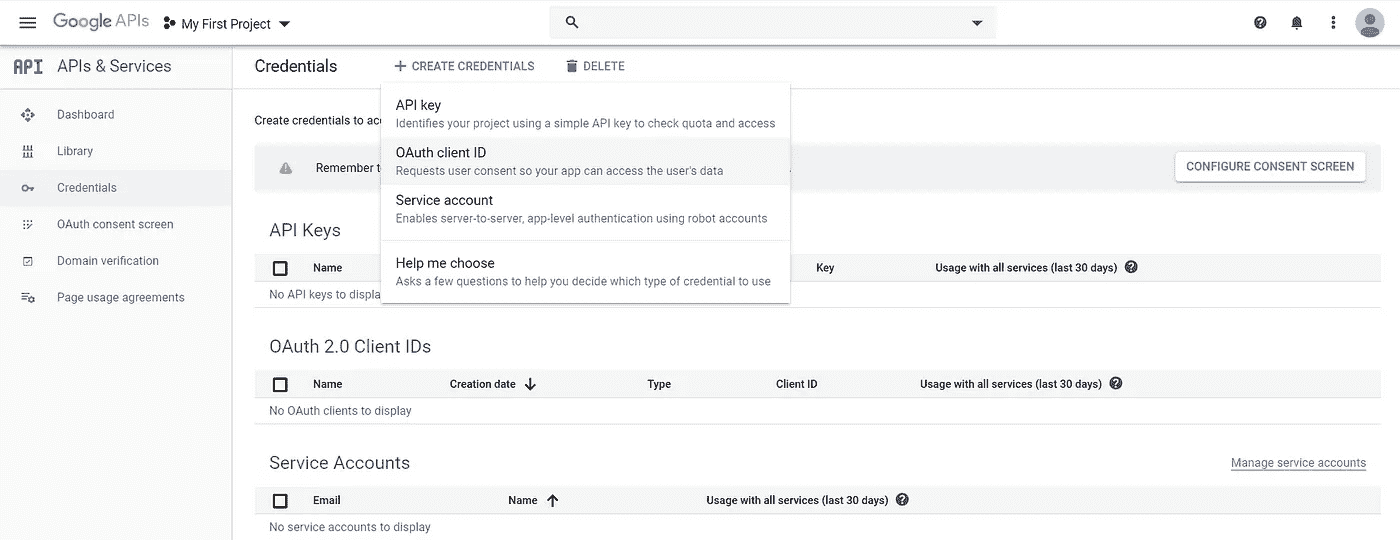 Google APIs My First Project
API APIs & Services
Credentials CREATE CREDENTIALS DELETE
Dashboard
Library
Credentials
OAuth consent screen
Domain verification
Page usage agreements
Create credentials to
API key
Identifies your project using a simple API key to check quota and access
OAuth client ID
Requests user consent so your app can access the user's data
Service account
Enables server-to-server, app-level authentication using robot accounts
Help me choose
Asks a few questions to help you decide which type of credential to use
Remember
CONFIGURE CONSENT SCREEN
API Keys
Name Key Usage with all services (last 30 days)
No API keys to displa
OAuth 2.0 Client IDs
Name Creation date Type Client ID Usage with all services (last 30 days)
No OAuth clients to display
Service Accounts Manage service accounts
Email Name Usage with all services (last 30 days)
No service accounts to display